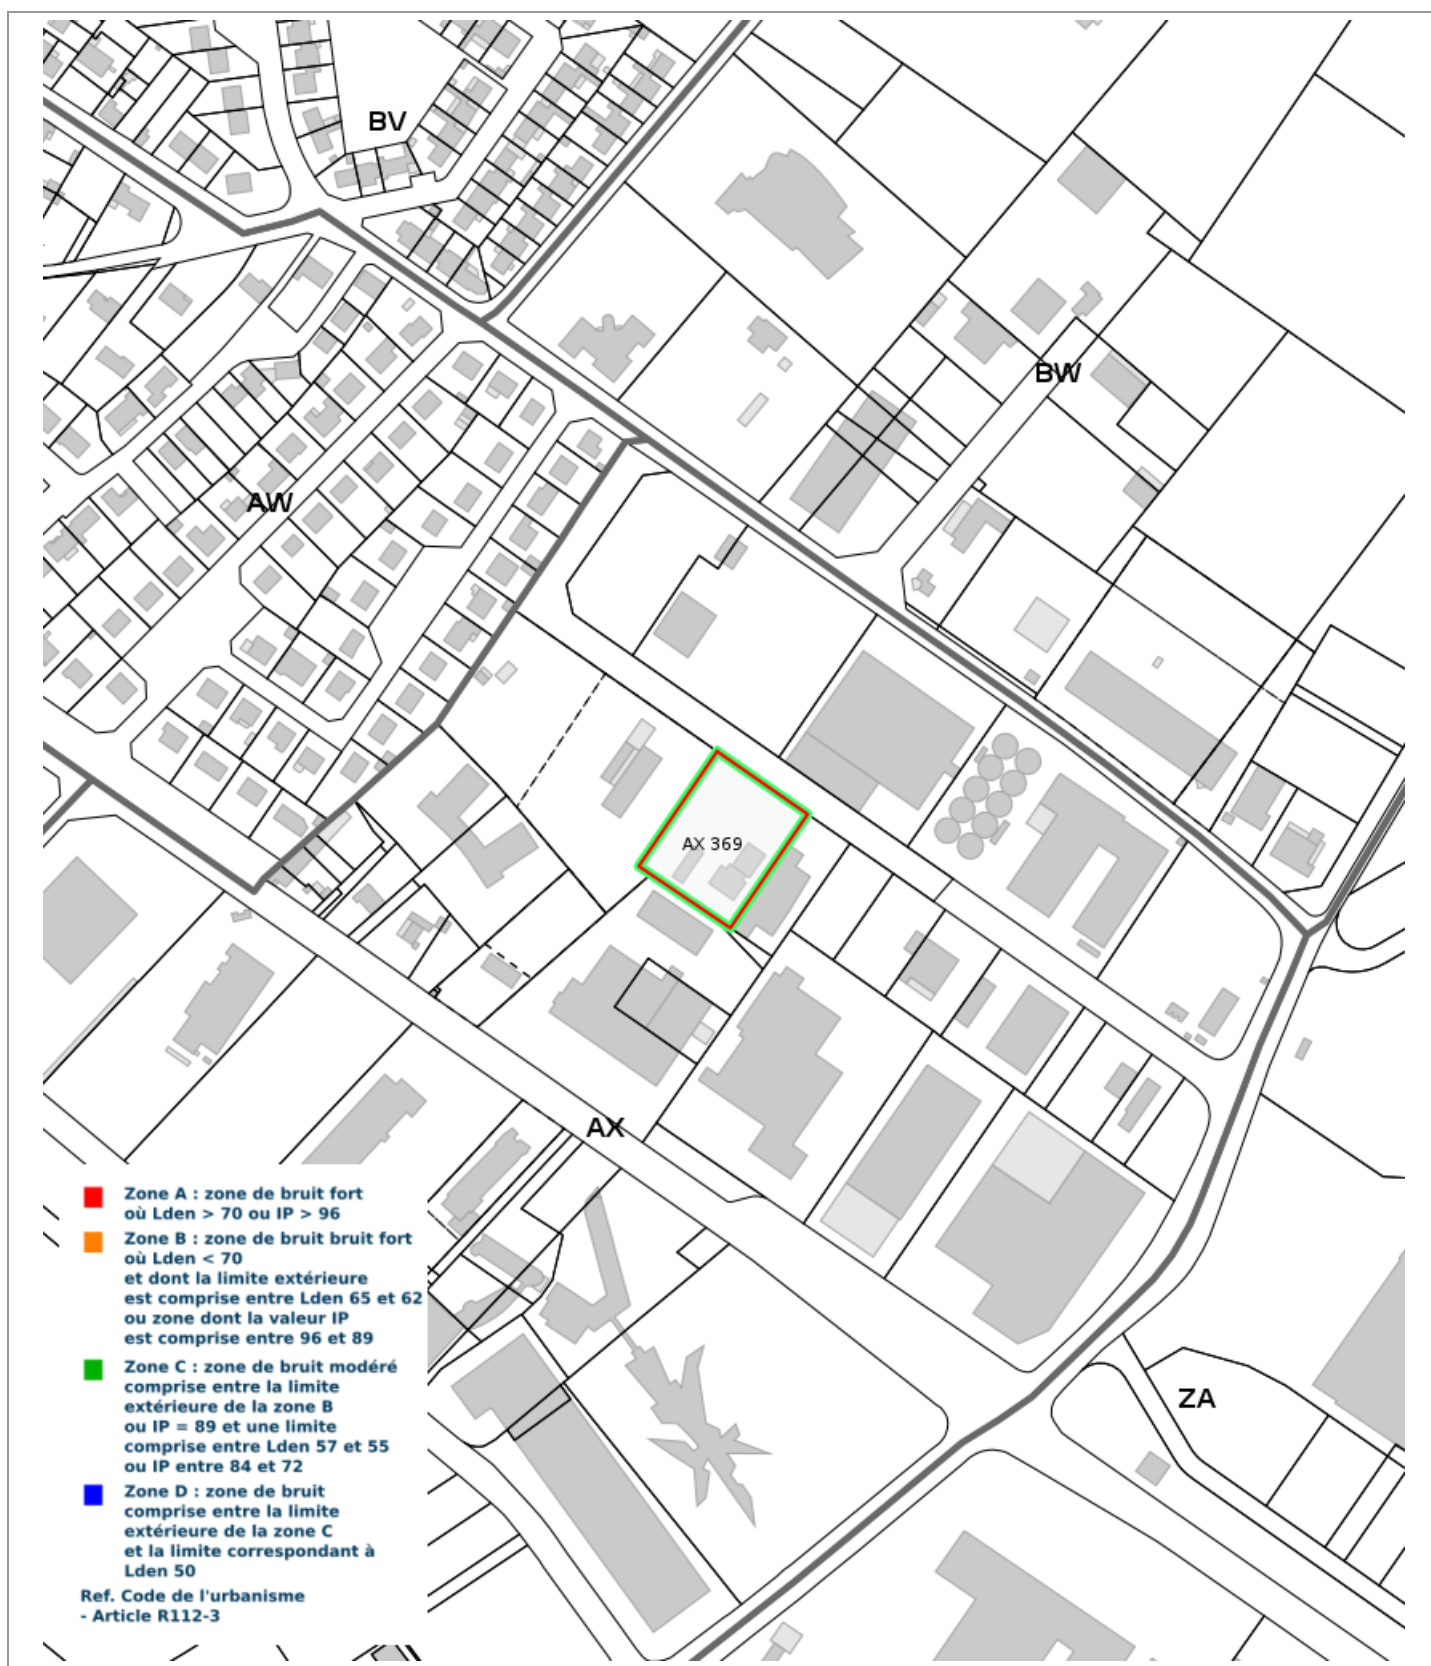 BV
BW
AW
AX 369
AX
ZA
Zone A : zone de bruit fort
où Lden > 70 ou IP > 96
Zone B : zone de bruit bruit fort
où Lden < 70
et dont la limite extérieure
est comprise entre Lden 65 et 62
ou zone dont la valeur IP
est comprise entre 96 et 89
Zone C : zone de bruit modéré
comprise entre la limite
extérieure de la zone B
ou IP = 89 et une limite
comprise entre Lden 57 et 55
ou IP entre 84 et 72
Zone D : zone de bruit
comprise entre la limite
extérieure de la zone C
et la limite correspondant à
Lden 50
Ref. Code de l'urbanisme
- Article R112-3